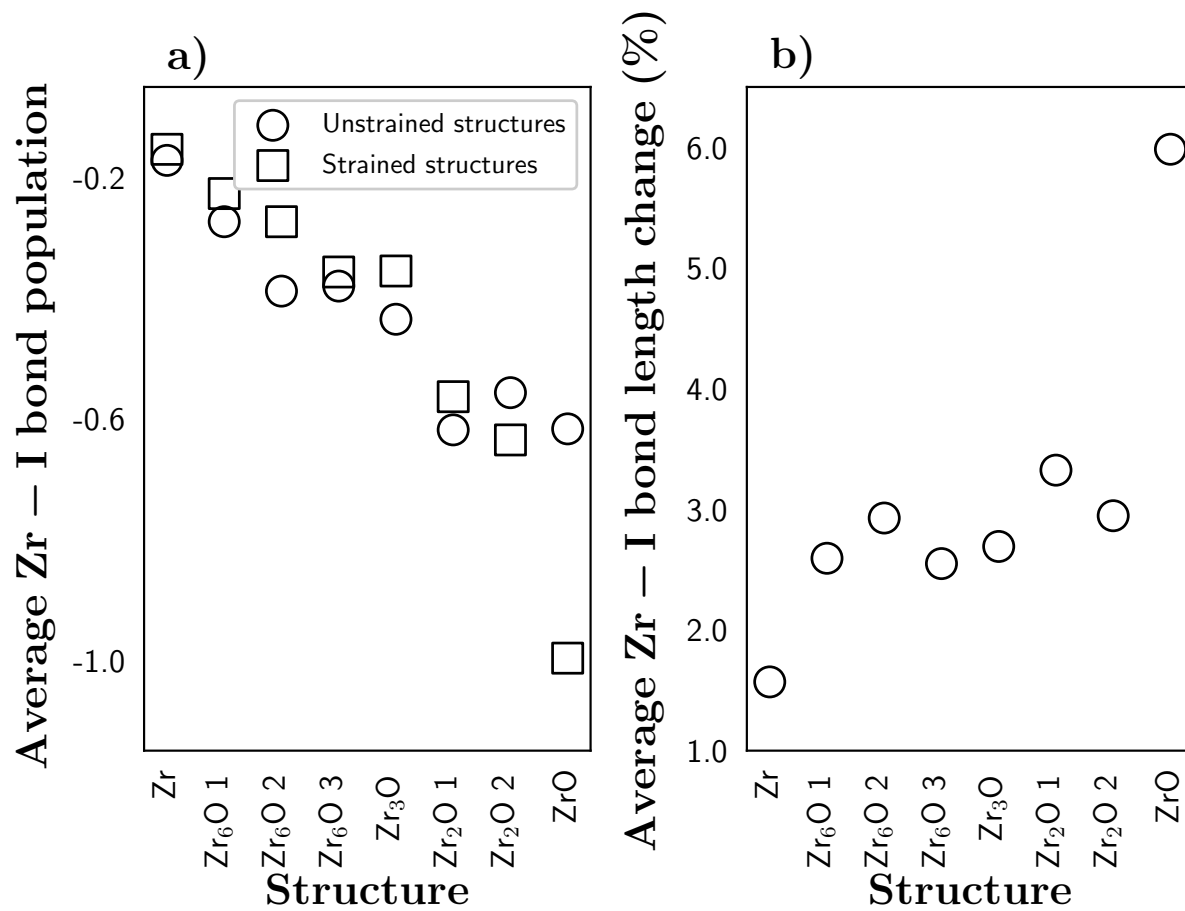 a)
Average Zr – I bond population
Unstrained structures
Strained structures
-0.2
-0.6
-1.0
Zr
Zr₆O 1
Zr₆O 2
Zr₆O 3
Zr₃O
Zr₂O 1
Zr₂O 2
ZrO
Structure
b)
Average Zr – I bond length change (%)
6.0
5.0
4.0
3.0
2.0
1.0
Zr
Zr₆O 1
Zr₆O 2
Zr₆O 3
Zr₃O
Zr₂O 1
Zr₂O 2
ZrO
Structure